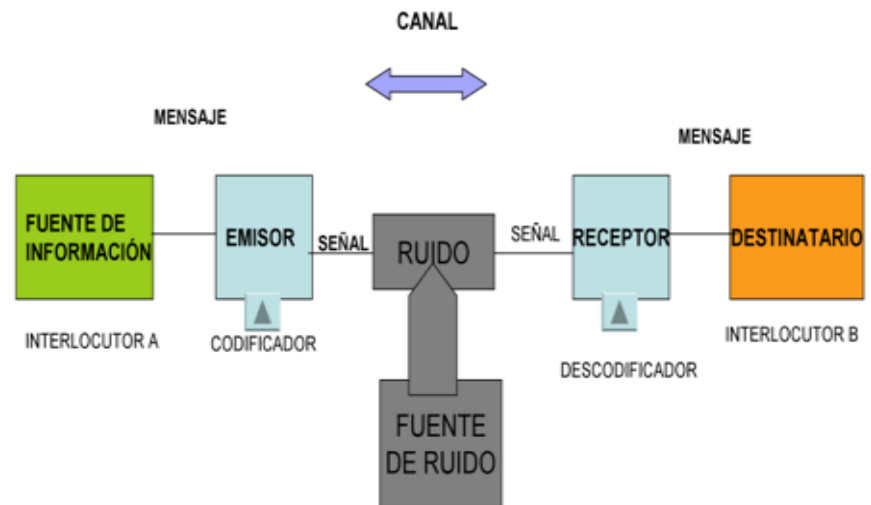 CANAL
MENSAJE
MENSAJE
FUENTE DE
INFORMACIÓN
EMISOR
SEÑAL
RUIDO
SEÑAL
RECEPTOR
DESTINATARIO
INTERLOCUTOR A
CODIFICADOR
DESCODIFICADOR
INTERLOCUTOR B
FUENTE
DE RUIDO